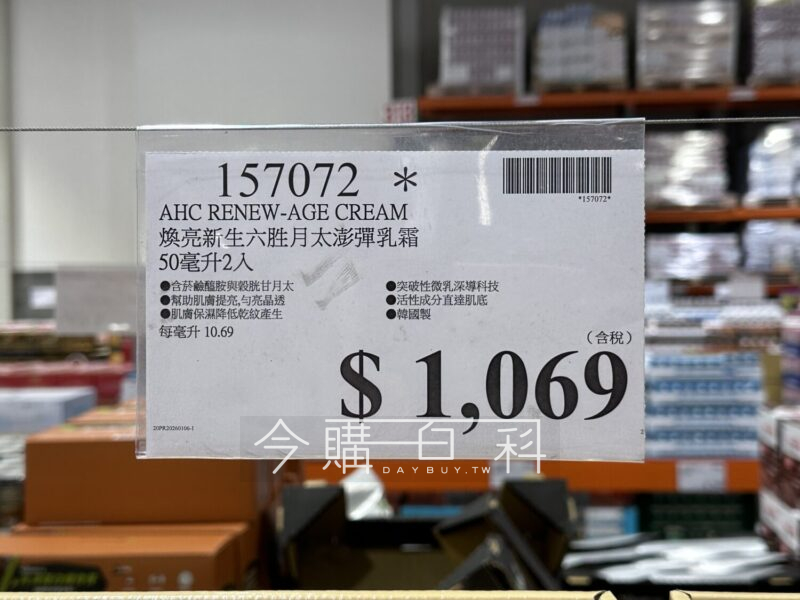 157072 *
*157072*
AHC RENEW-AGE CREAM
煥亮新生六胜月太澎彈乳霜
50毫升2入
●含菸鹼醯胺與穀胱甘月太
●幫助肌膚提亮,勻亮晶透
●肌膚保濕降低乾紋產生
●突破性微乳深導科技
●活性成分直達肌底
●韓國製
每毫升 10.69
(含稅)
$ 1,069
20PR20260106-1
今購百科
DAYBUY.TW